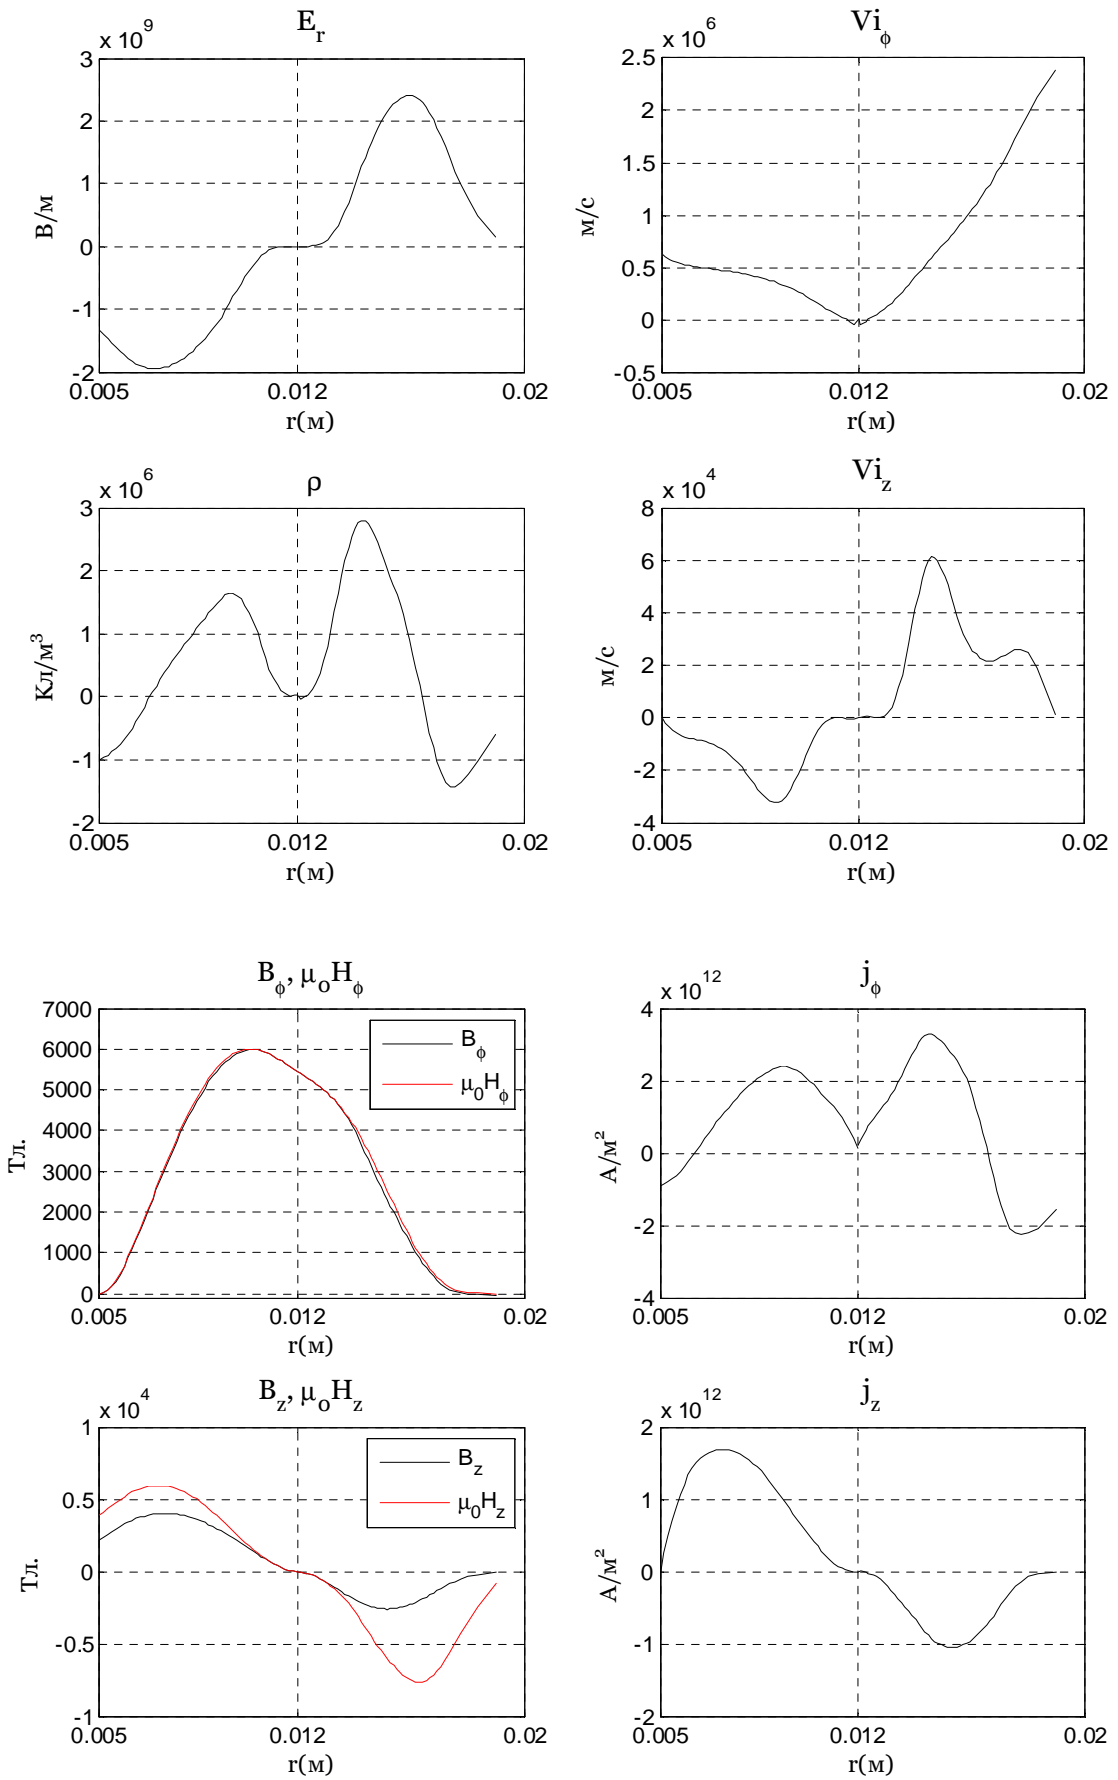 E_r
x 10^9
3
2
1
0
-1
-2
В/м
0.005 0.012 0.02
r(м)
Vi_ϕ
x 10^6
2.5
2
1.5
1
0.5
0
-0.5
м/с
0.005 0.012 0.02
r(м)
ρ
x 10^6
3
2
1
0
-1
-2
Кл/м^3
0.005 0.012 0.02
r(м)
Vi_z
x 10^4
8
6
4
2
0
-2
-4
м/с
0.005 0.012 0.02
r(м)
B_ϕ, μ_oH_ϕ
7000
6000
5000
4000
3000
2000
1000
0
Тл.
B_ϕ
μ_0H_ϕ
0.005 0.012 0.02
r(м)
j_ϕ
x 10^12
4
2
0
-2
-4
А/м^2
0.005 0.012 0.02
r(м)
B_z, μ_oH_z
x 10^4
1
0.5
0
-0.5
-1
Тл.
B_z
μ_0H_z
0.005 0.012 0.02
r(м)
j_z
x 10^12
2
1
0
-1
-2
А/м^2
0.005 0.012 0.02
r(м)